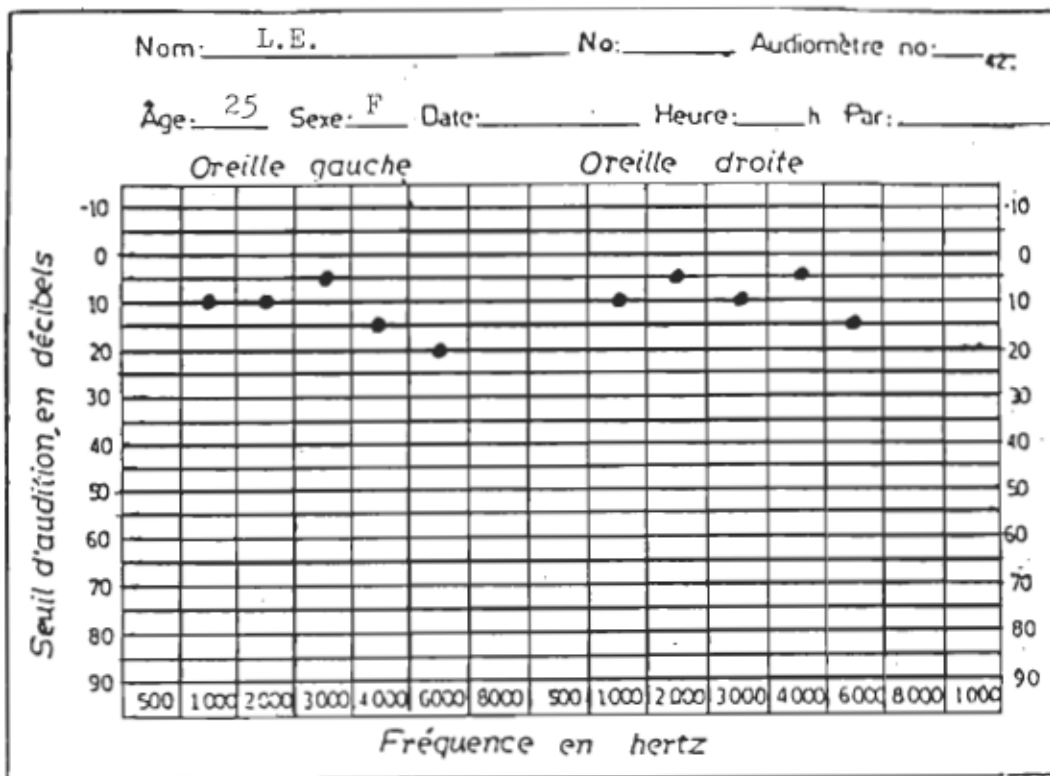 Nom: L.E. No: Audiomètre no: 42.
Âge: 25 Sexe: F Date: Heure: h Par:
Oreille gauche Oreille droite
-10 -10
0 0
10 10
20 20
30 30
40 40
50 50
60 60
70 70
80 80
90 90
Seuil d'audition, en décibels
500 1000 2000 3000 4000 6000 8000 500 1000 2000 3000 4000 6000 8000 1000
Fréquence en hertz